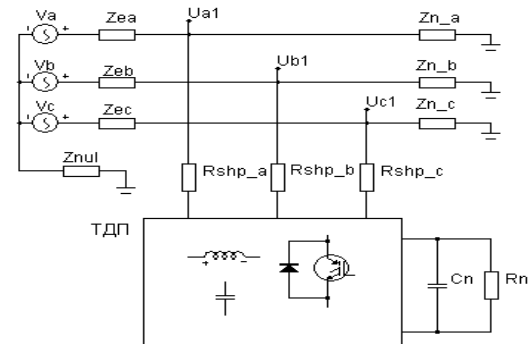 Va Zea Ua1 Zn_a
Vb Zeb Ub1 Zn_b
Vc Zec Uc1 Zn_c
Znul
Rshp_a Rshp_b Rshp_c
ТДП
Cn Rn